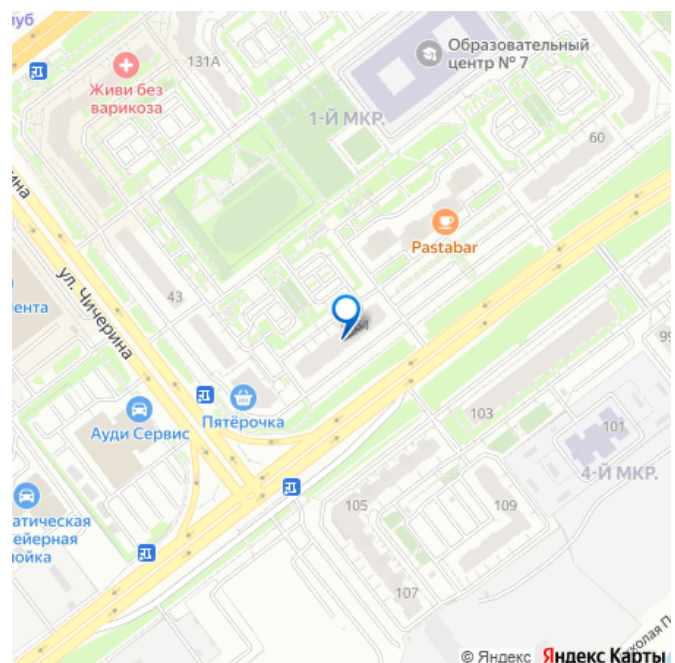 луб
131А
Живи без
варикоза
Образовательный
центр № 7
1-Й МКР.
60
Pastabar
43
ул. Чичерина
ента
Пятёрочка
Ауди Сервис
103
101
4-Й МКР.
105
109
107
атическая
ейерная
ойка
© Яндекс Яндекс Карты